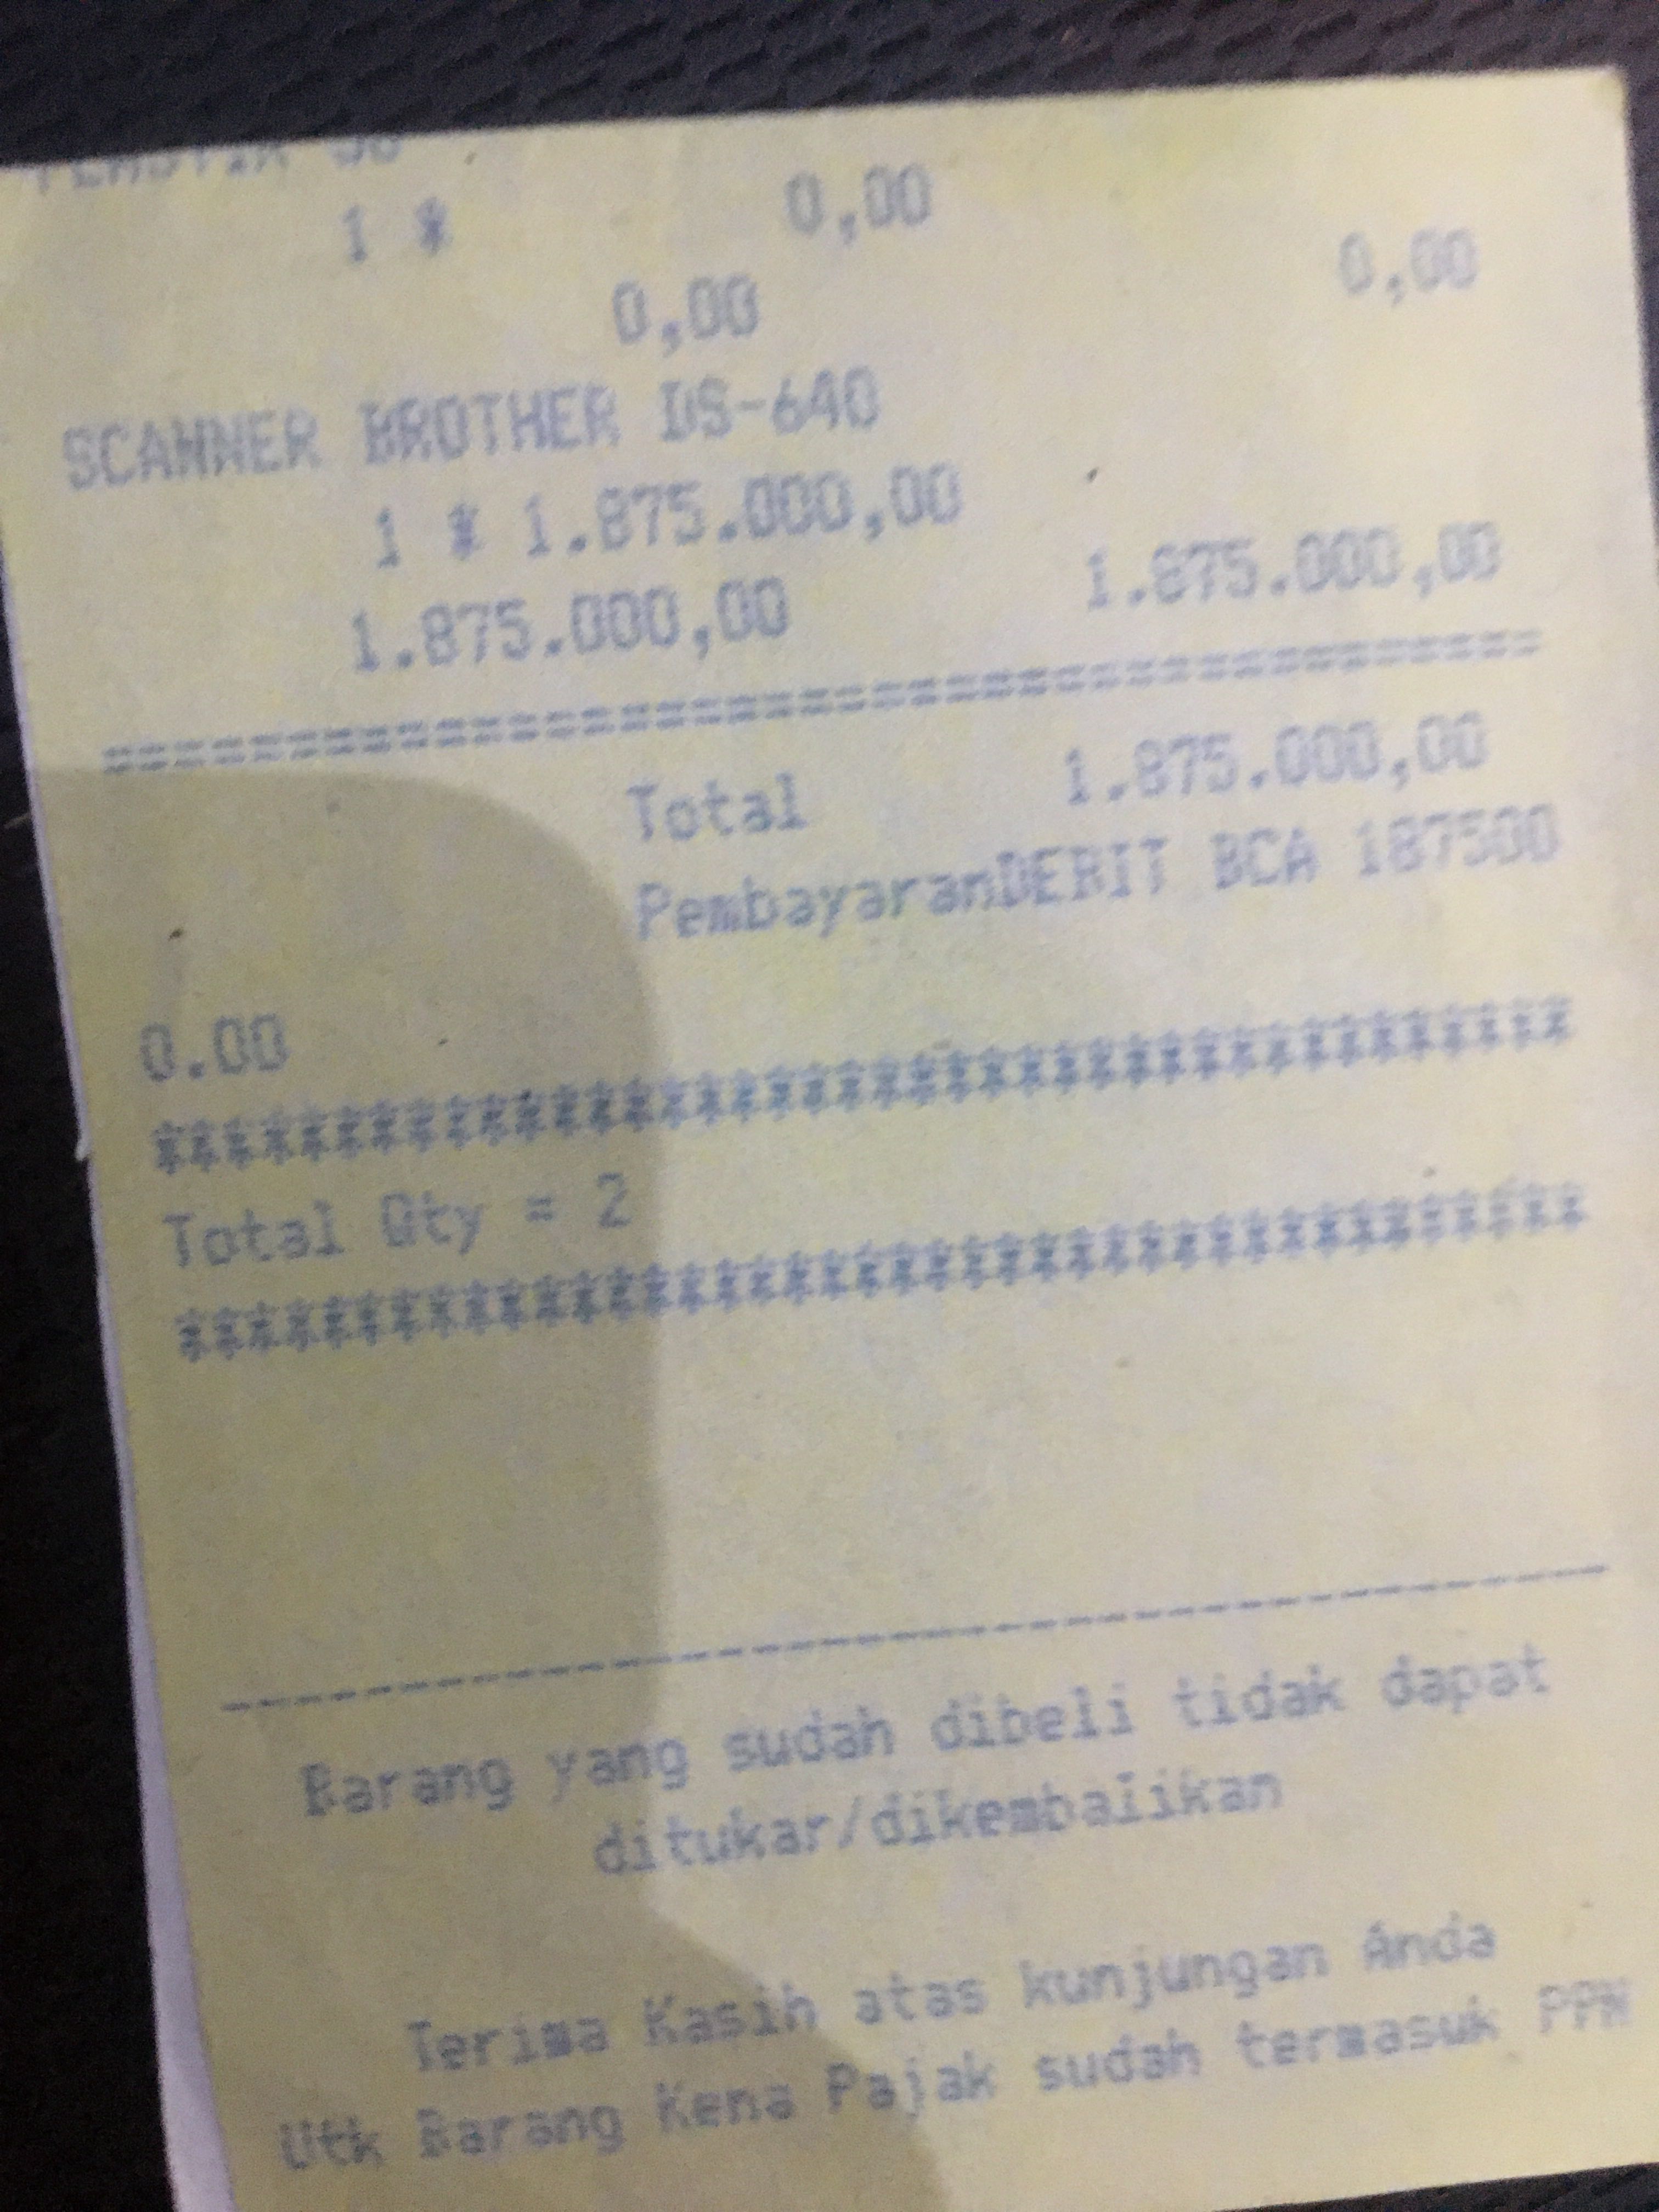 1 * 0,00
0,00 0,00
SCANNER BROTHER DS-640
1 * 1.875.000,00
1.875.000,00 1.875.000,00
========================================
Total 1.875.000,00
PembayaranDEBIT BCA 187500
0.00
****************************************
Total Qty = 2
****************************************
----------------------------------------
Barang yang sudah dibeli tidak dapat
ditukar/dikembalikan
Terima Kasih atas kunjungan Anda
Utk Barang Kena Pajak sudah termasuk PPN